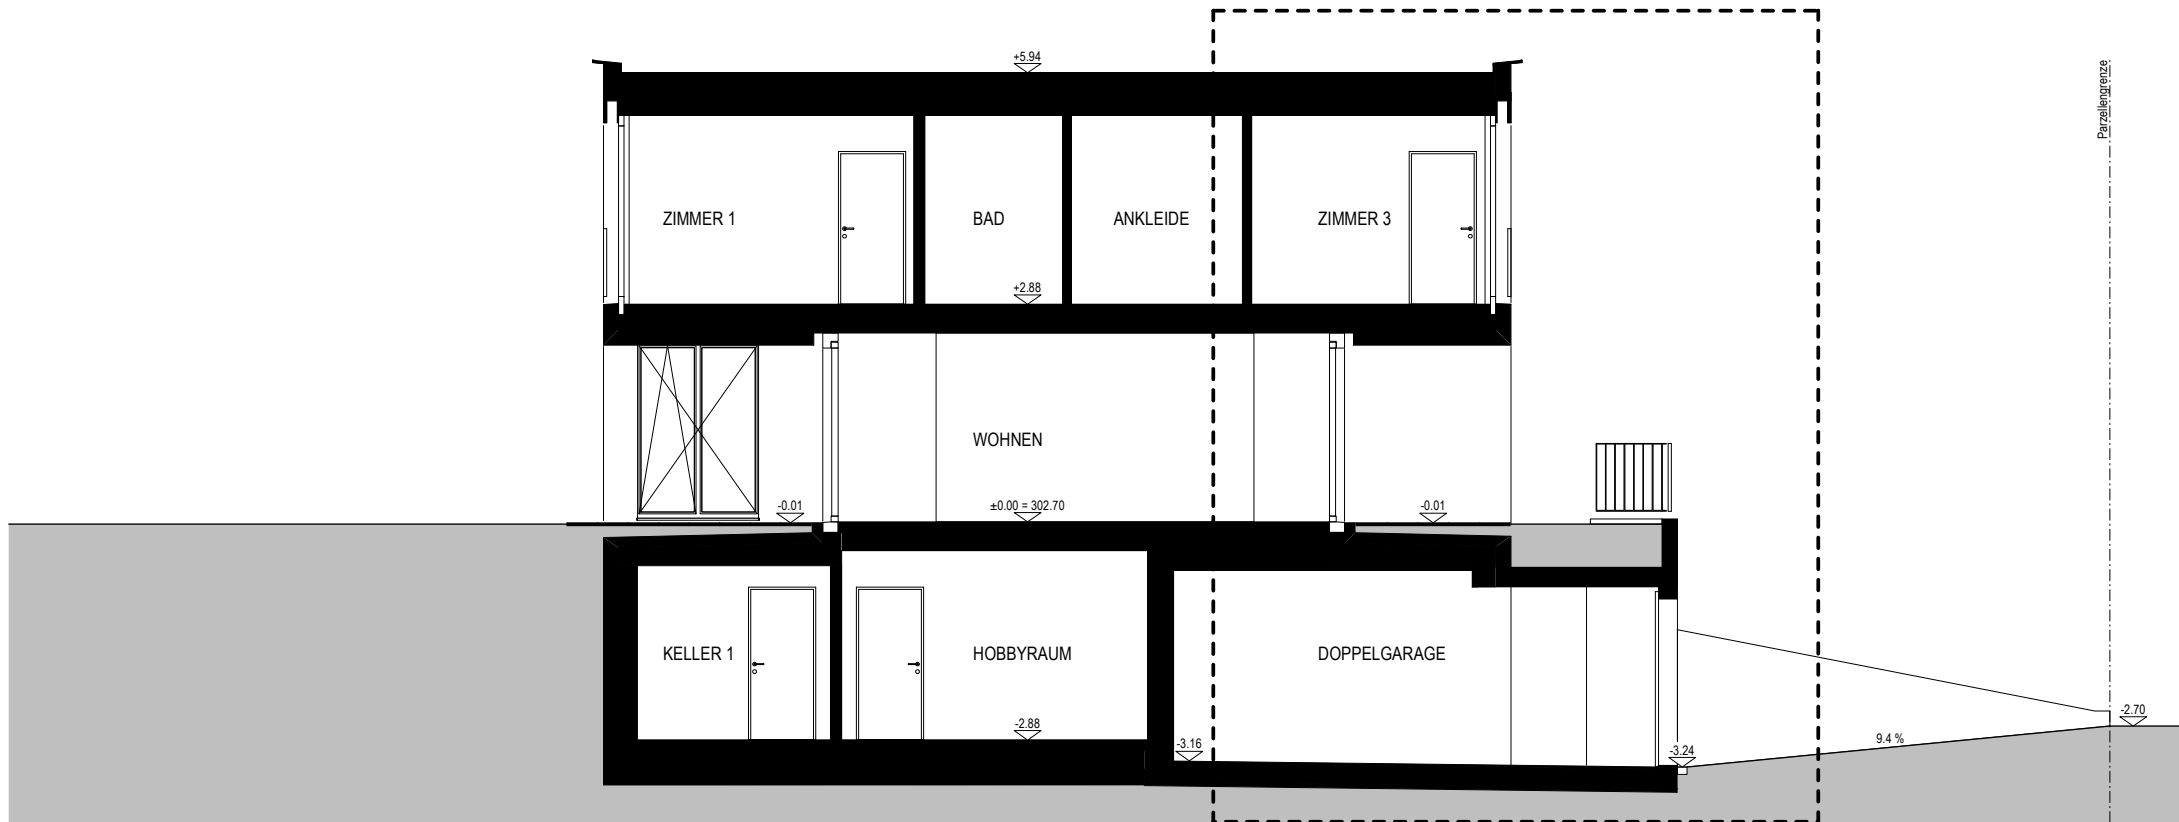 +5.94
Parzellengrenze
ZIMMER 1
BAD
ANKLEIDE
ZIMMER 3
+2.88
WOHNEN
-0.01
±0.00 = 302.70
-0.01
KELLER 1
HOBBYRAUM
DOPPELGARAGE
-2.88
-3.16
-3.24
9.4 %
-2.70